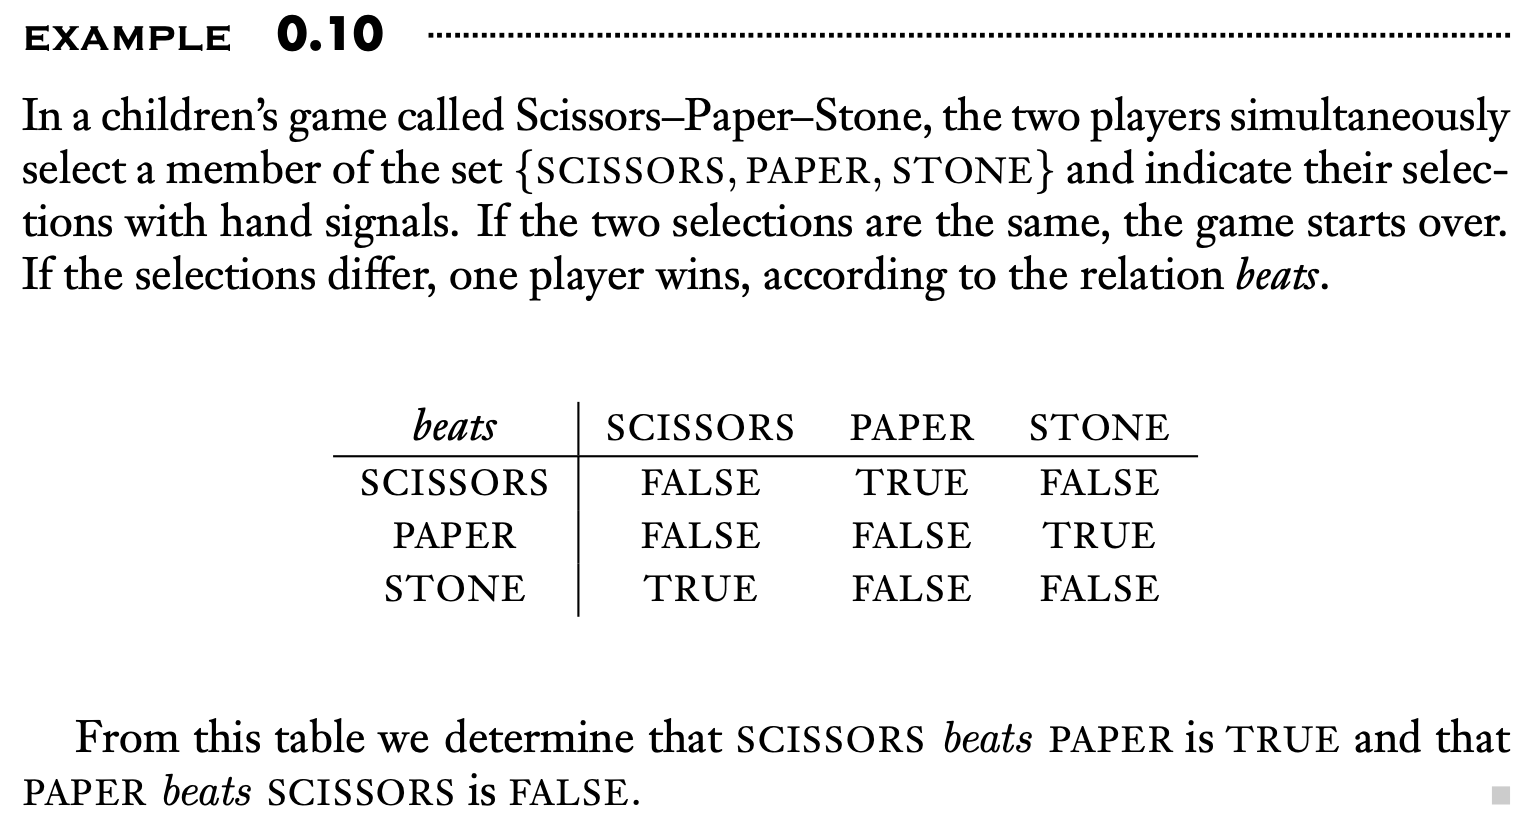 EXAMPLE 0.10
In a children’s game called Scissors–Paper–Stone, the two players simultaneously
select a member of the set {SCISSORS, PAPER, STONE} and indicate their selec-
tions with hand signals. If the two selections are the same, the game starts over.
If the selections differ, one player wins, according to the relation beats.
beats SCISSORS PAPER STONE
SCISSORS FALSE TRUE FALSE
PAPER FALSE FALSE TRUE
STONE TRUE FALSE FALSE
From this table we determine that SCISSORS beats PAPER is TRUE and that
PAPER beats SCISSORS is FALSE.